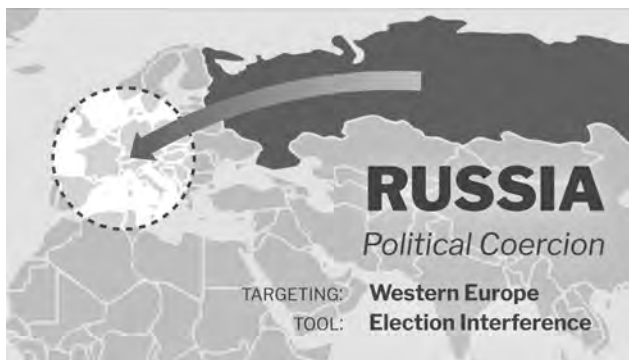 RUSSIA
Political Coercion
TARGETING: Western Europe
TOOL: Election Interference